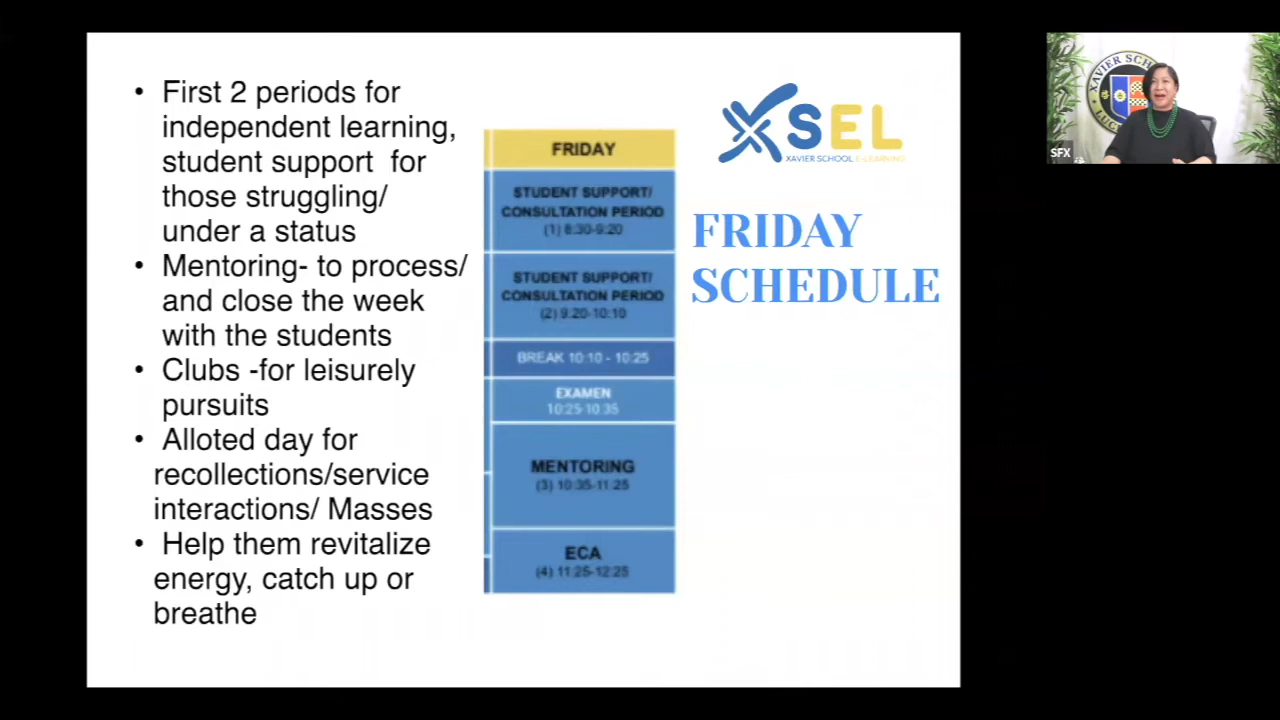 • First 2 periods for
independent learning,
student support for
those struggling/
under a status
• Mentoring- to process/
and close the week
with the students
• Clubs -for leisurely
pursuits
• Alloted day for
recollections/service
interactions/ Masses
• Help them revitalize
energy, catch up or
breathe
FRIDAY
STUDENT SUPPORT/
CONSULTATION PERIOD
(1) 8:30-9:20
STUDENT SUPPORT/
CONSULTATION PERIOD
(2) 9:20-10:10
BREAK 10:10 - 10:25
EXAMEN
10:25-10:35
MENTORING
(3) 10:35-11:25
ECA
(4) 11:25-12:25
XSEL
XAVIER SCHOOL E-LEARNING
FRIDAY
SCHEDULE
XAVIER SCH
SFX